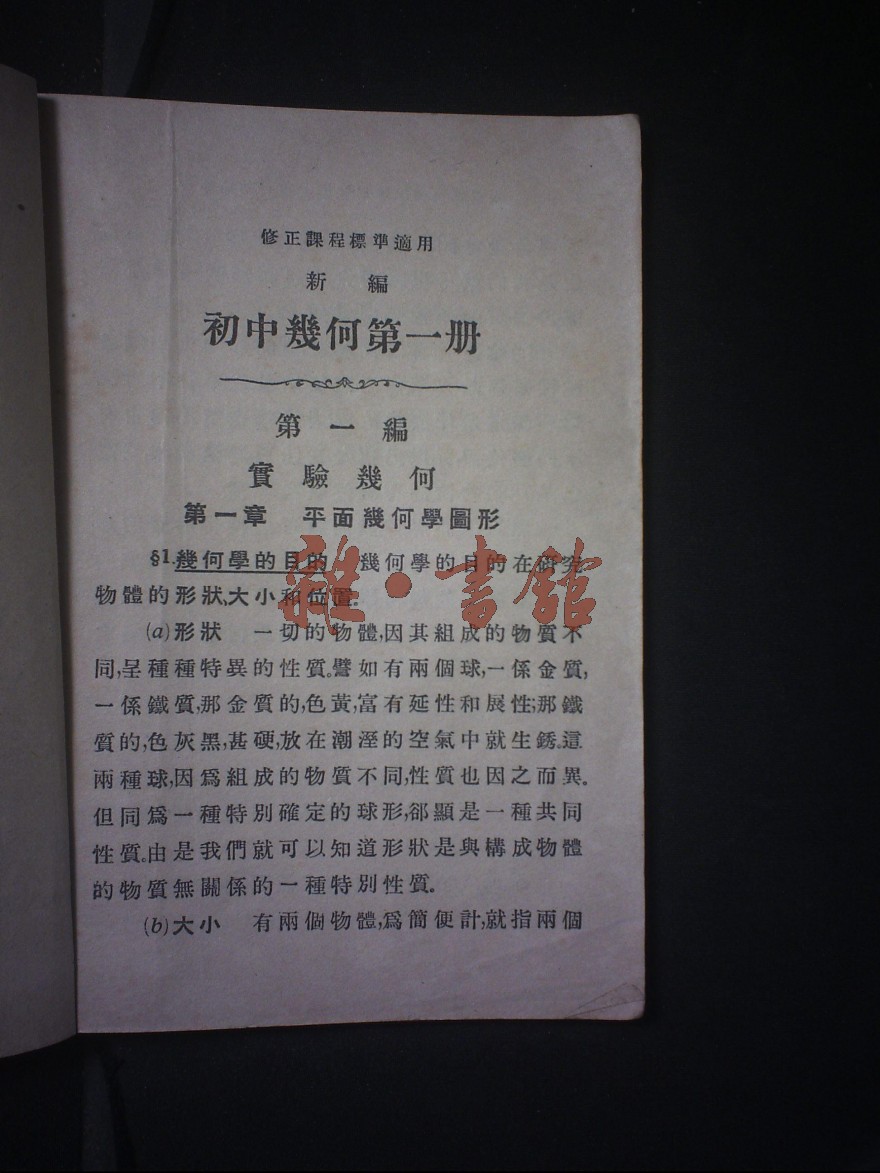 修正課程標準適用
新編
初中幾何第一册
第一編
實驗幾何
第一章 平面幾何學圖形
§1.幾何學的目的 幾何學的目的在研究
物體的形狀、大小和位置。
(a)形狀 一切的物體,因其組成的物質不
同,呈種種特異的性質。譬如有兩個球,一係金質,
一係鐵質,那金質的,色黃,富有延性和展性;那鐵
質的,色灰黑,甚硬,放在潮溼的空氣中就生銹。這
兩種球,因爲組成的物質不同,性質也因之而異。
但同爲一種特別確定的球形,郤顯是一種共同
性質。由是我們就可以知道形狀是與構成物體
的物質無關係的一種特別性質。
(b)大小 有兩個物體,爲簡便計,就指兩個
雜·書館